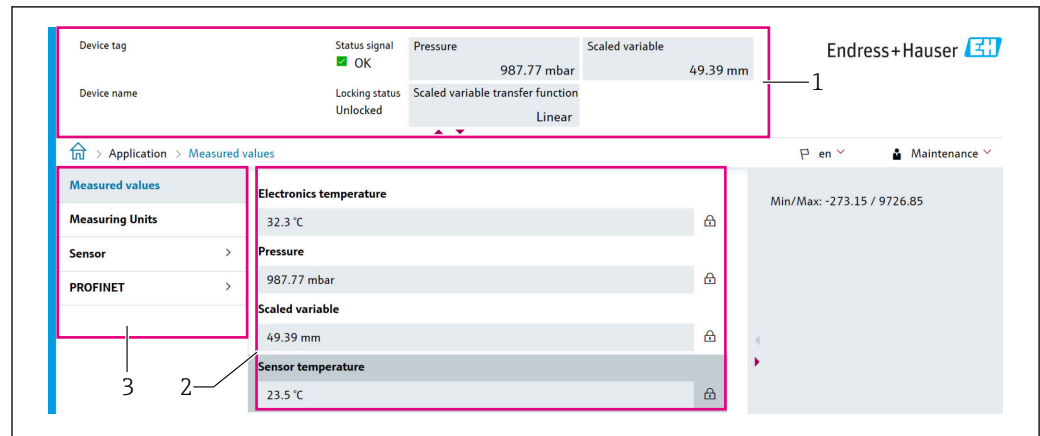 Device tag
Status signal
OK
Pressure
987.77 mbar
Scaled variable
49.39 mm
Endress+Hauser EH
1
Device name
Locking status
Unlocked
Scaled variable transfer function
Linear
> Application > Measured values
en
Maintenance
Measured values
Measuring Units
Sensor >
PROFINET >
3
2
Electronics temperature
32.3 °C
Pressure
987.77 mbar
Scaled variable
49.39 mm
Sensor temperature
23.5 °C
Min/Max: -273.15 / 9726.85